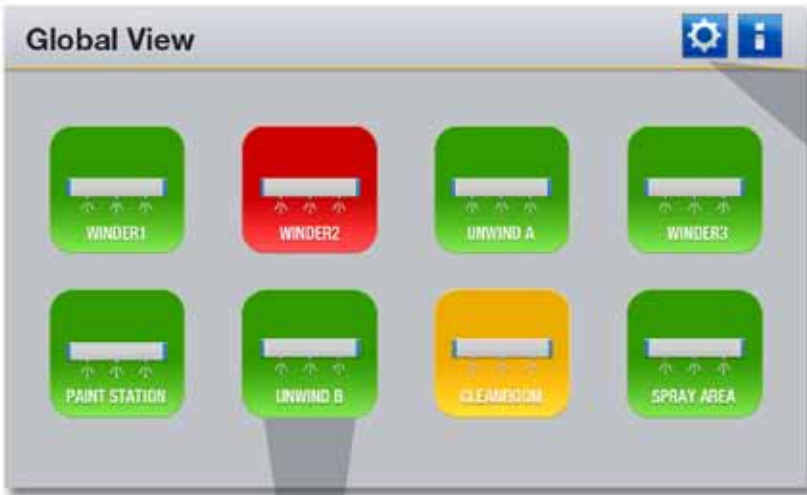 Global View
WINDER1
WINDER2
UNWIND A
WINDER3
PAINT STATION
UNWIND B
CLEANROOM
SPRAY AREA